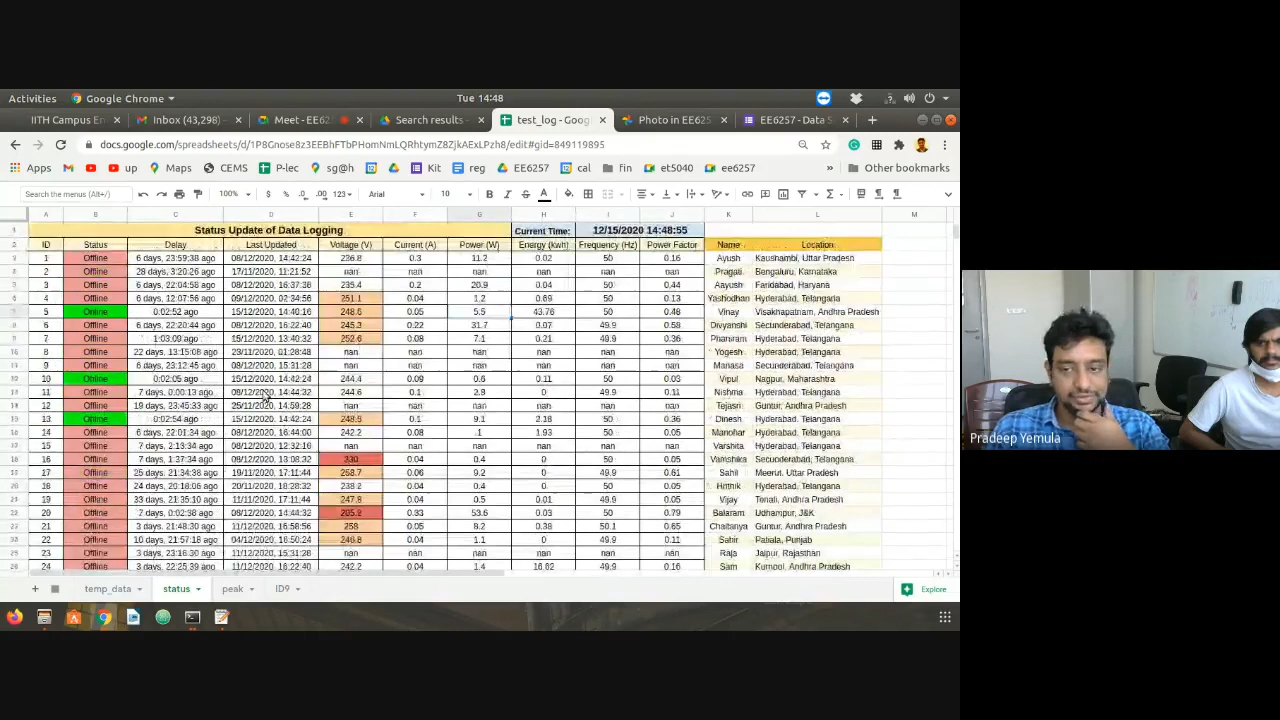 Activities Google Chrome Tue 14:48
IITH Campus En Inbox (43,298) - Meet - EE62 Search results - test_log - Goog Photo in EE625 EE6257 - Data S
docs.google.com/spreadsheets/d/1P8Gnose8z3EEBhFTbPHomNmLQRhtymZ8ZjkAExLPzh8/edit#gid=849119895
Apps M up Maps CEMS P-lec sg@h Kit reg EE6257 cal fin et5040 ee6257 Other bookmarks
Search the menus (Alt+/) 100% $ % .0 .00 123 Arial 10 B I S A
A B C D E F G H I J K L M
1 Status Update of Data Logging Current Time: 12/15/2020 14:48:55
2 ID Status Delay Last Updated Voltage (V) Current (A) Power (W) Energy (kwh) Frequency (Hz) Power Factor Name Location
1 Offline 6 days, 23:59:38 ago 08/12/2020, 14:42:24 236.8 0.3 11.2 0.02 50 0.16 Ayush Kaushambi, Uttar Pradesh
2 Offline 28 days, 3:20:26 ago 17/11/2020, 11:21:52 nan nan nan nan nan nan Pragati Bengaluru, Karnataka
3 Offline 6 days, 22:04:58 ago 08/12/2020, 16:37:36 235.4 0.2 20.9 0.04 50 0.44 Aayush Faridabad, Haryana
4 Offline 6 days, 12:07:56 ago 09/12/2020, 02:34:56 251.1 0.04 1.2 0.69 50 0.13 Yashodhan Hyderabad, Telangana
5 Online 0:02:52 ago 15/12/2020, 14:40:16 248.6 0.05 5.5 43.76 50 0.48 Vinay Visakhapatnam, Andhra Pradesh
6 Offline 6 days, 22:20:44 ago 08/12/2020, 16:22:40 245.3 0.22 31.7 0.07 49.9 0.58 Divyanshi Secunderabad, Telangana
7 Offline 1:03:09 ago 15/12/2020, 13:40:32 252.6 0.08 7.1 0.21 49.9 0.36 Phaniram Hyderabad, Telangana
8 Offline 22 days, 13:15:08 ago 23/11/2020, 01:28:48 nan nan nan nan nan nan Yogesh Hyderabad, Telangana
9 Offline 6 days, 23:12:45 ago 08/12/2020, 15:31:28 nan nan nan nan nan nan Manasa Secunderabad, Telangana
10 Online 0:02:05 ago 15/12/2020, 14:42:24 244.4 0.09 0.6 0.11 50 0.03 Vipul Nagpur, Maharashtra
11 Offline 7 days, 0:00:13 ago 08/12/2020, 14:44:32 244.6 0.1 2.8 0 49.9 0.11 Nishma Hyderabad, Telangana
12 Offline 19 days, 23:45:33 ago 25/11/2020, 14:59:28 nan nan nan nan nan nan Tejasri Guntur, Andhra Pradesh
13 Online 0:02:54 ago 15/12/2020, 14:42:24 248.5 0.1 9.1 2.16 50 0.36 Dinesh Hyderabad, Telangana
14 Offline 6 days, 22:01:34 ago 08/12/2020, 16:44:00 242.2 0.08 .1 1.93 50 0.05 Manohar Hyderabad, Telangana
15 Offline 7 days, 2:13:34 ago 08/12/2020, 12:32:16 nan nan nan nan nan nan Varsha Hyderabad, Telangana
16 Offline 7 days, 1:37:34 ago 08/12/2020, 13:08:32 330 0.04 0.4 0 50 0.05 Vamshika Secunderabad, Telangana
17 Offline 25 days, 21:34:38 ago 19/11/2020, 17:11:44 258.7 0.06 9.2 0 49.9 0.61 Sahil Meerut, Uttar Pradesh
18 Offline 24 days, 20:18:06 ago 20/11/2020, 18:28:32 238.2 0.04 0.4 0 50 0.05 Hrithik Hyderabad, Telangana
19 Offline 33 days, 21:35:10 ago 11/11/2020, 17:11:44 247.9 0.04 0.5 0.01 49.9 0.05 Vijay Tenali, Andhra Pradesh
20 Offline 7 days, 0:02:38 ago 08/12/2020, 14:44:32 205.2 0.33 53.6 0 50 0.79 Balaram Udhampur, J&K
21 Offline 3 days, 21:48:30 ago 11/12/2020, 16:58:56 258 0.05 8.2 0.38 50.1 0.65 Chaitanya Guntur, Andhra Pradesh
22 Offline 10 days, 21:57:18 ago 04/12/2020, 16:50:24 246.8 0.04 1.1 0 49.9 0.11 Sahir Patiala, Punjab
23 Offline 3 days, 23:16:30 ago 11/12/2020, 15:31:28 nan nan nan nan nan nan Raja Jaipur, Rajasthan
24 Offline 3 days, 22:25:39 ago 11/12/2020, 16:22:40 242.2 0.04 1.4 16.62 49.9 0.16 Sam Kurnool, Andhra Pradesh
temp_data status peak ID9 Explore
Pradeep Yemula